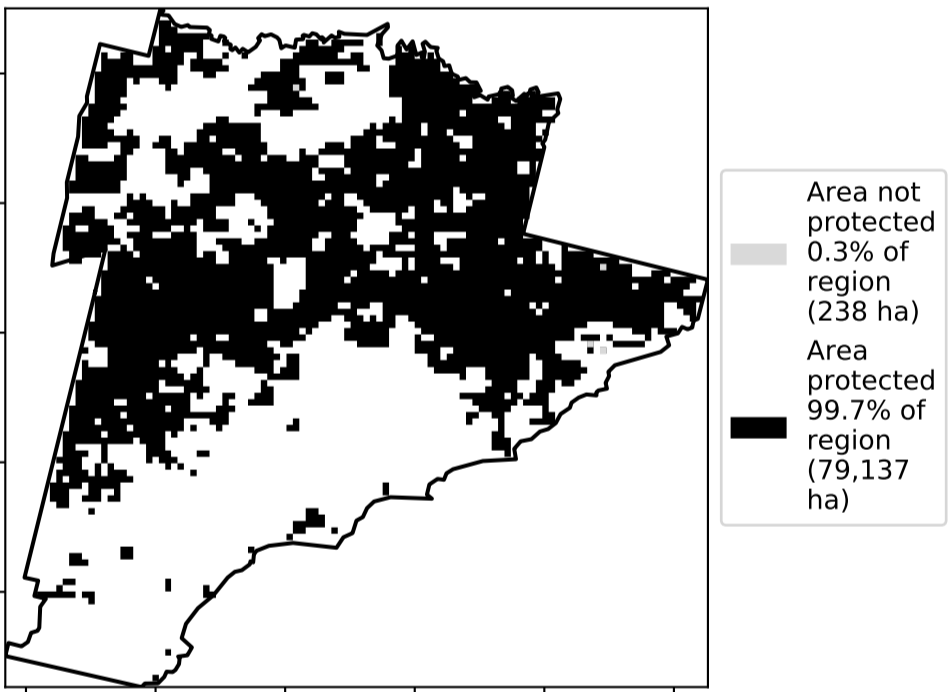 Area not
protected
0.3% of
region
(238 ha)
Area
protected
99.7% of
region
(79,137
ha)